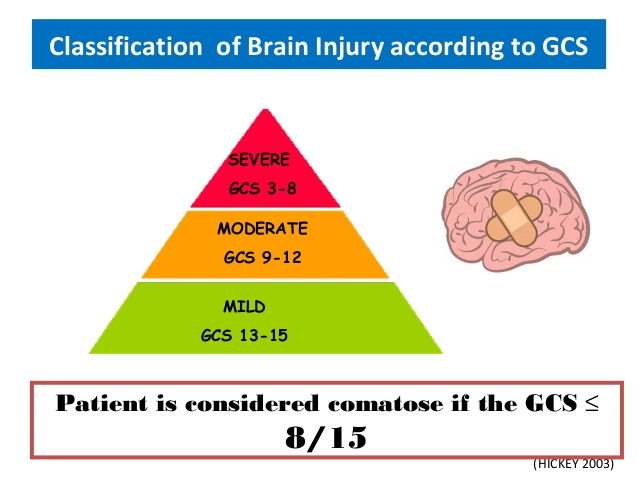 Classification of Brain Injury according to GCS
SEVERE
GCS 3-8
MODERATE
GCS 9-12
MILD
GCS 13-15
Patient is considered comatose if the GCS ≤
8/15
(HICKEY 2003)